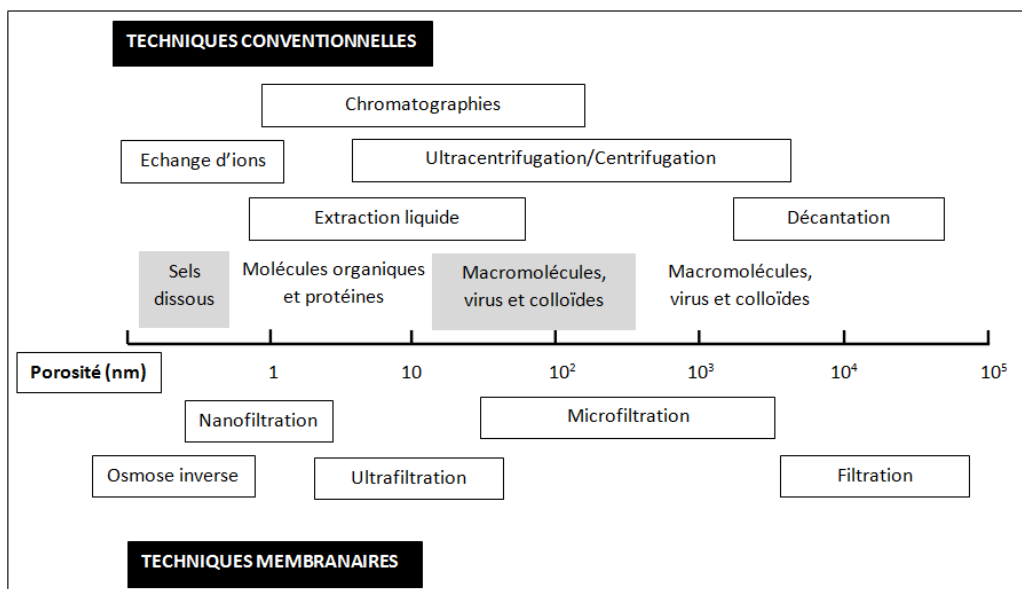 TECHNIQUES CONVENTIONNELLES
Chromatographies
Echange d’ions
Ultracentrifugation/Centrifugation
Extraction liquide
Décantation
Sels
dissous
Molécules organiques
et protéines
Macromolécules,
virus et colloïdes
Macromolécules,
virus et colloïdes
Porosité (nm) 1 10 10² 10³ 10⁴ 10⁵
Nanofiltration
Microfiltration
Osmose inverse
Ultrafiltration
Filtration
TECHNIQUES MEMBRANAIRES